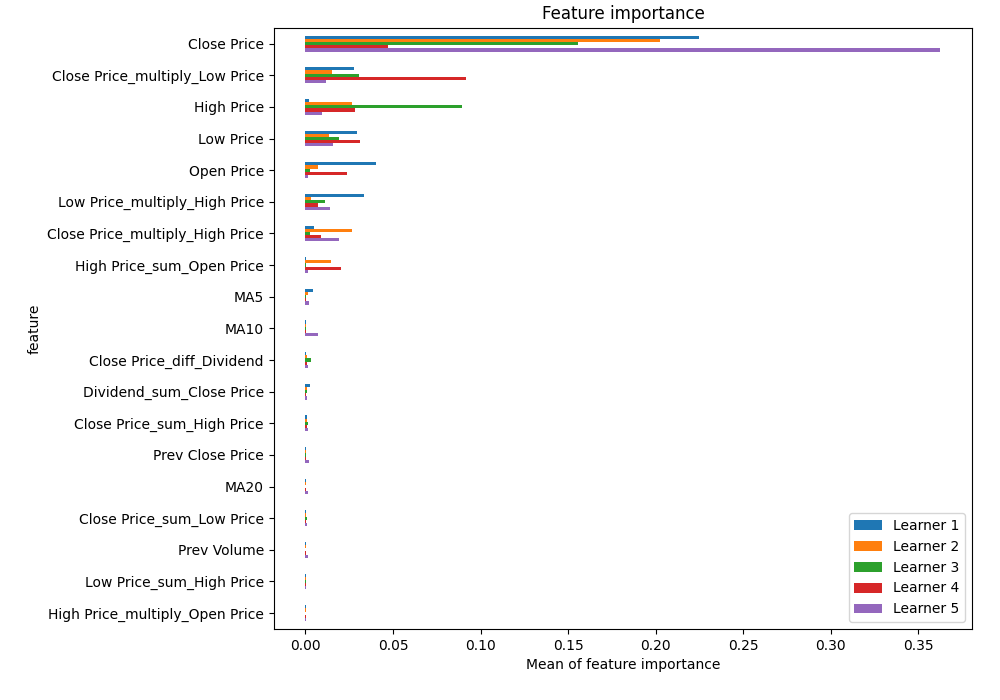 Feature importance
Close Price
Close Price_multiply_Low Price
High Price
Low Price
Open Price
Low Price_multiply_High Price
Close Price_multiply_High Price
High Price_sum_Open Price
MA5
MA10
Close Price_diff_Dividend
Dividend_sum_Close Price
Close Price_sum_High Price
Prev Close Price
MA20
Close Price_sum_Low Price
Prev Volume
Low Price_sum_High Price
High Price_multiply_Open Price
feature
Learner 1
Learner 2
Learner 3
Learner 4
Learner 5
0.00 0.05 0.10 0.15 0.20 0.25 0.30 0.35
Mean of feature importance